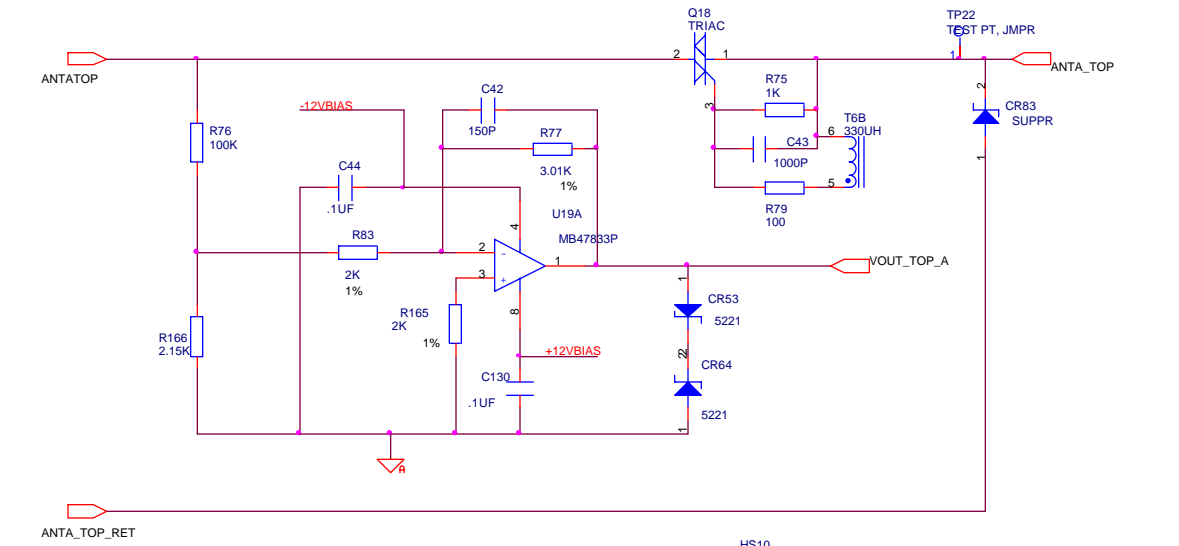 Q18
TRIAC
TP22
TEST PT, JMPR
2
1
1
ANTATOP
ANTA_TOP
R75
1K
2
CR83
SUPPR
3
C42
150P
-12VBIAS
R76
100K
R77
3.01K
1%
T6B
330UH
6
C43
1000P
1
C44
.1UF
5
R79
100
U19A
MB47833P
4
R83
2K
1%
2
-
3
+
1
VOUT_TOP_A
8
1
CR53
5221
R165
2K
1%
R166
2.15K
+12VBIAS
2
2
CR64
5221
C130
.1UF
1
A
ANTA_TOP_RET
HS10